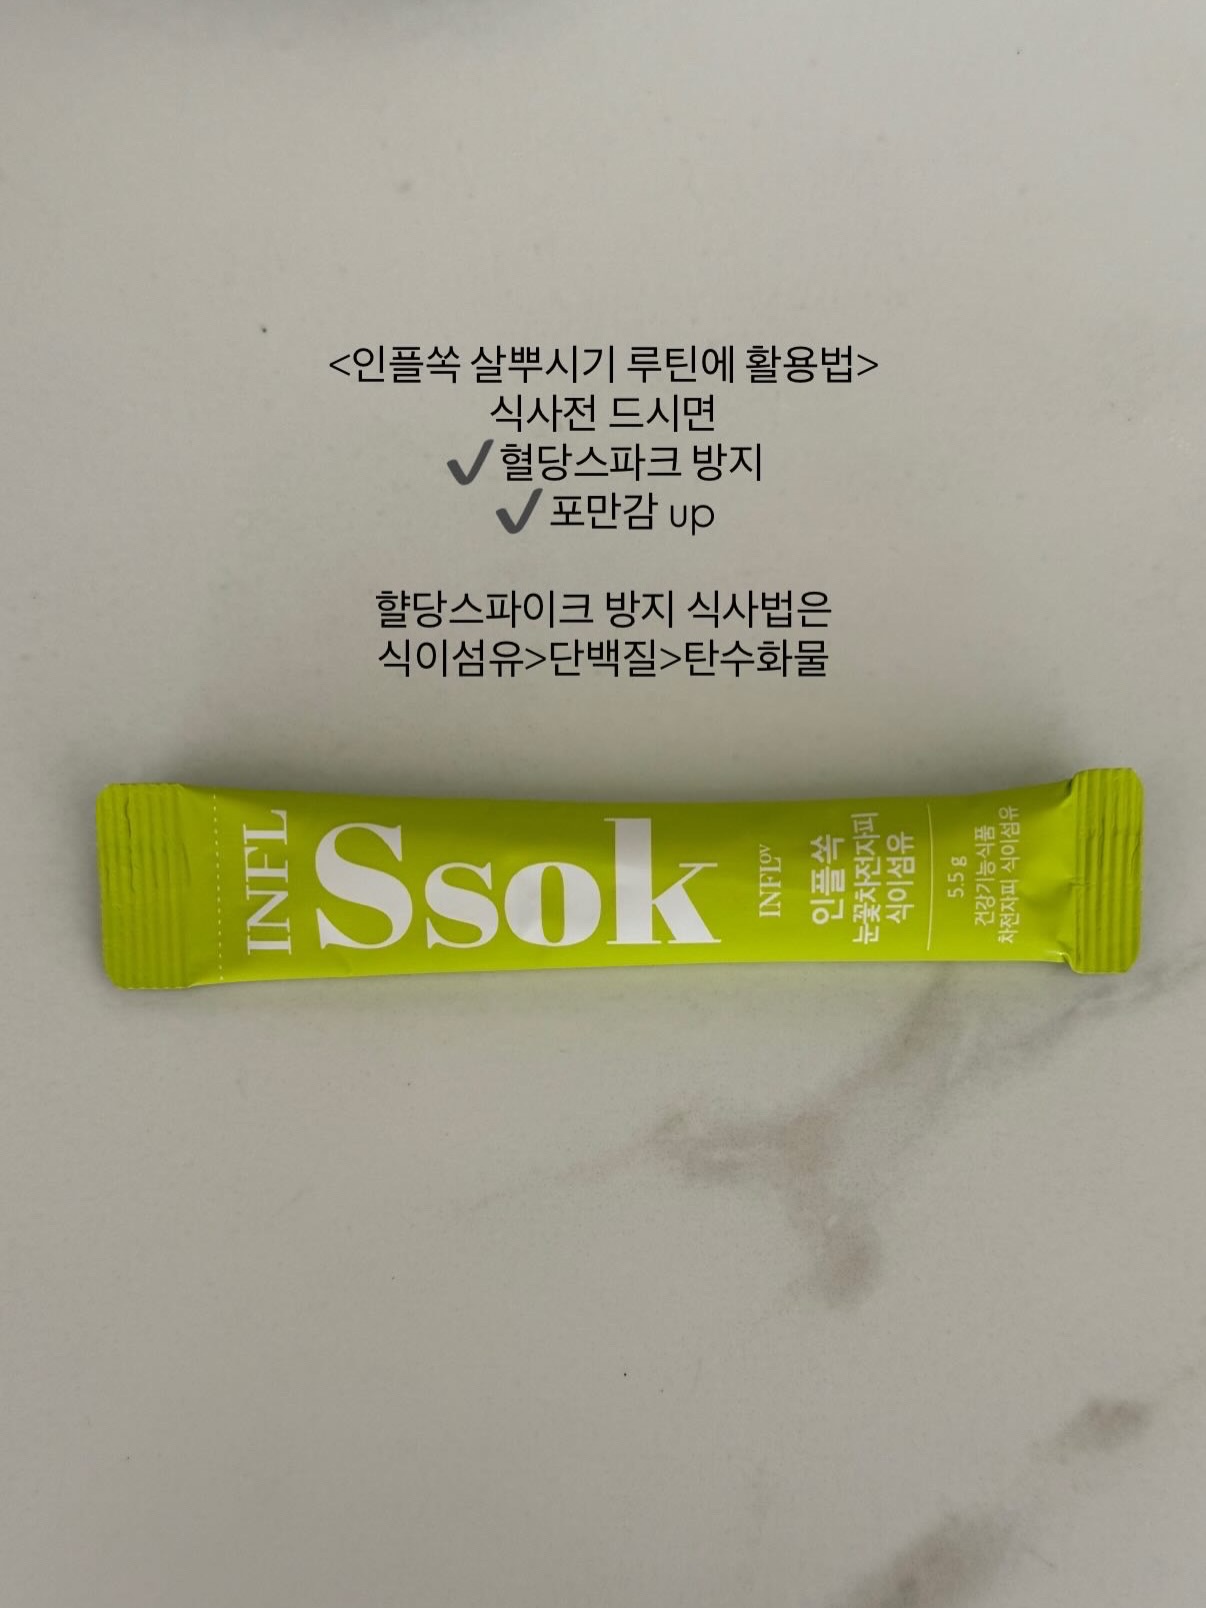 <인플쏙 살뿌시기 루틴에 활용법>
식사전 드시면
✔혈당스파크 방지
✔포만감 up
햘당스파이크 방지 식사법은
식이섬유>단백질>탄수화물
INFL
Ssok
INFLov
인플쏙
눈꽃차전자피
식이섬유
5.5 g
건강기능식품
차전자피 식이섬유